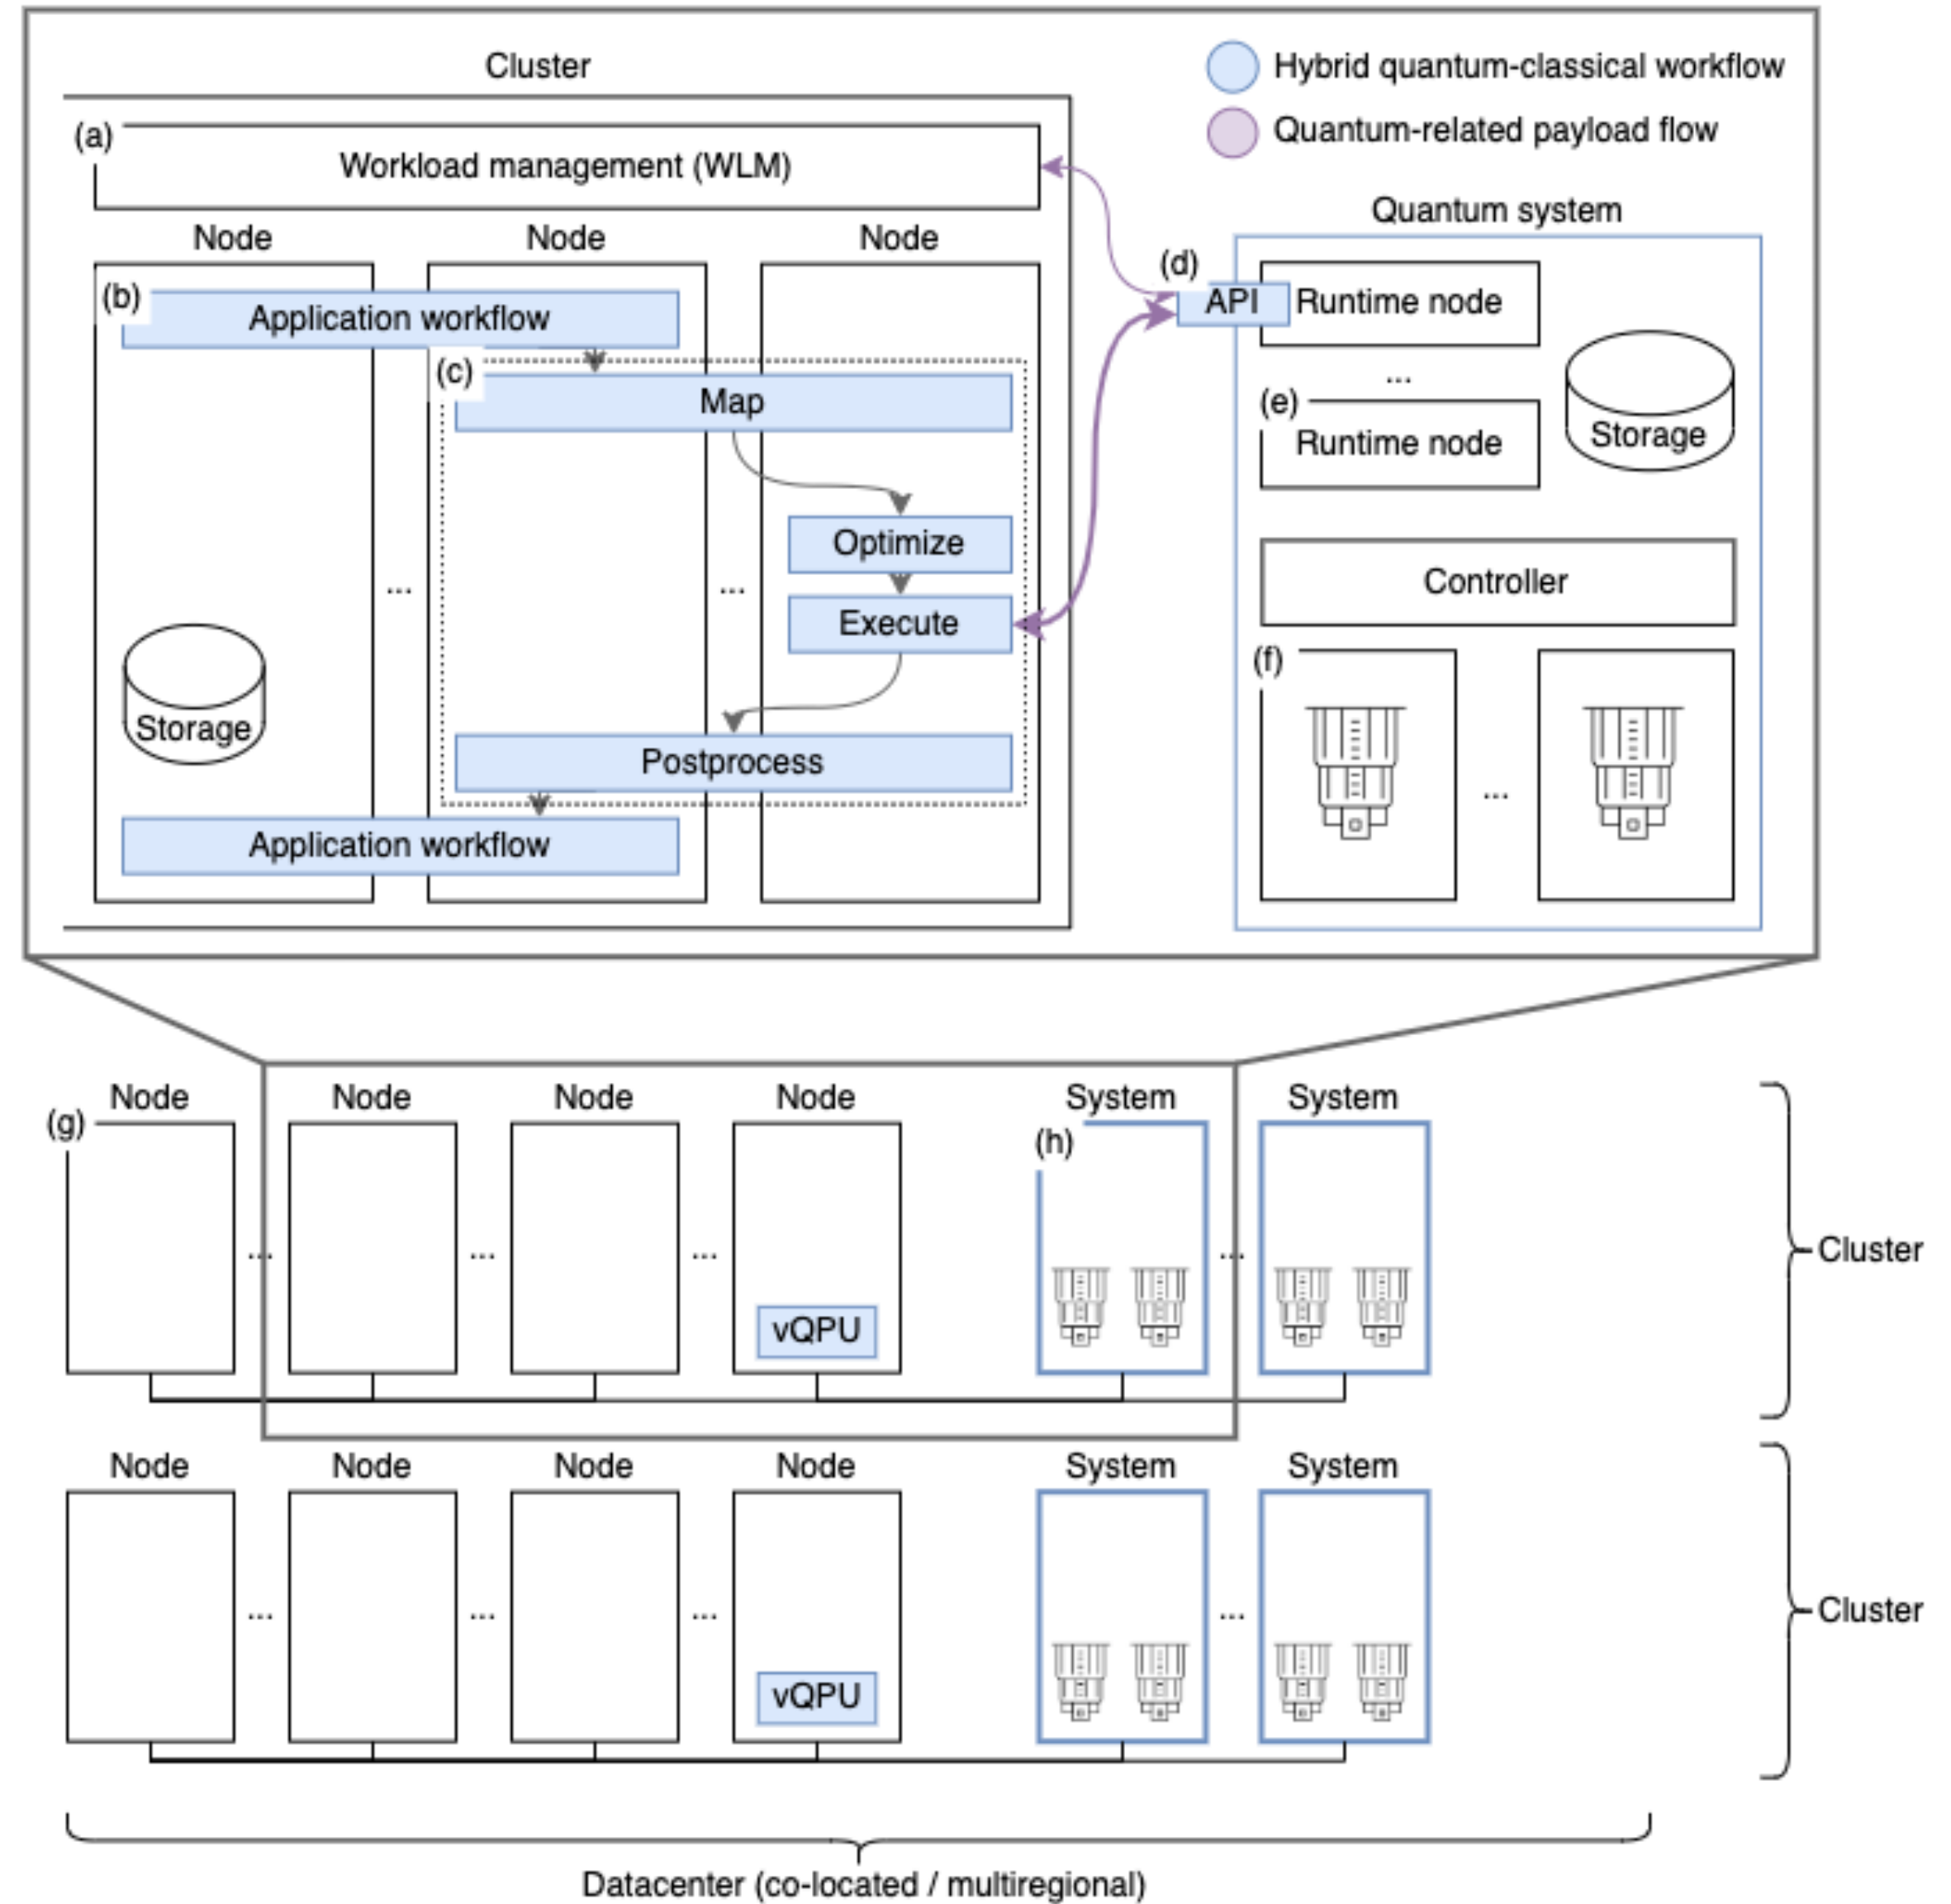 Cluster
Hybrid quantum-classical workflow
Quantum-related payload flow
(a)
Workload management (WLM)
Quantum system
Node
Node
Node
(d)
API
Runtime node
(b)
Application workflow
(c)
Map
...
(e)
Runtime node
Storage
Optimize
...
...
Execute
Controller
(f)
Storage
Postprocess
...
Application workflow
Node
Node
Node
Node
System
System
(g)
(h)
...
...
...
...
vQPU
Cluster
Node
Node
Node
Node
System
System
...
...
...
...
vQPU
Cluster
Datacenter (co-located / multiregional)